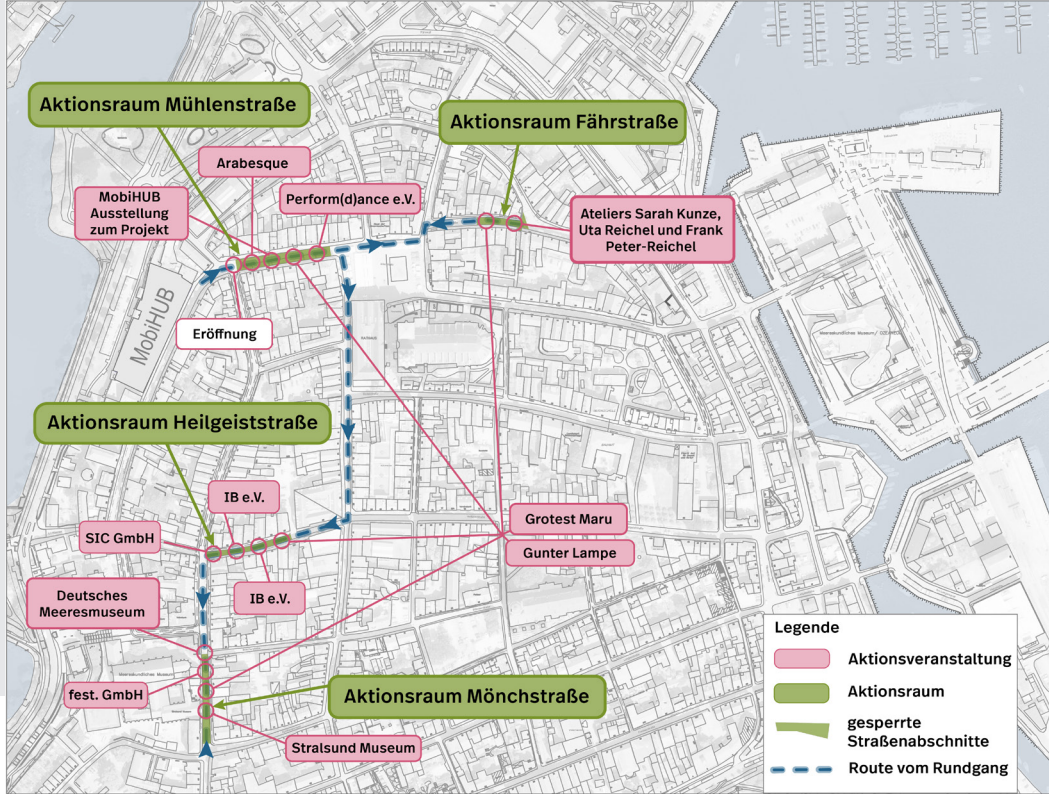 Aktionsraum Mühlenstraße
Aktionsraum Fährstraße
Arabesque
MobiHUB
Ausstellung
zum Projekt
Perform(d)ance e.V.
Ateliers Sarah Kunze,
Uta Reichel und Frank
Peter-Reichel
MobiHUB
Eröffnung
Aktionsraum Heilgeiststraße
IB e.V.
SIC GmbH
Grotest Maru
Gunter Lampe
IB e.V.
Deutsches
Meeresmuseum
fest. GmbH
Aktionsraum Mönchstraße
Stralsund Museum
Legende
Aktionsveranstaltung
Aktionsraum
gesperrte
Straßenabschnitte
Route vom Rundgang